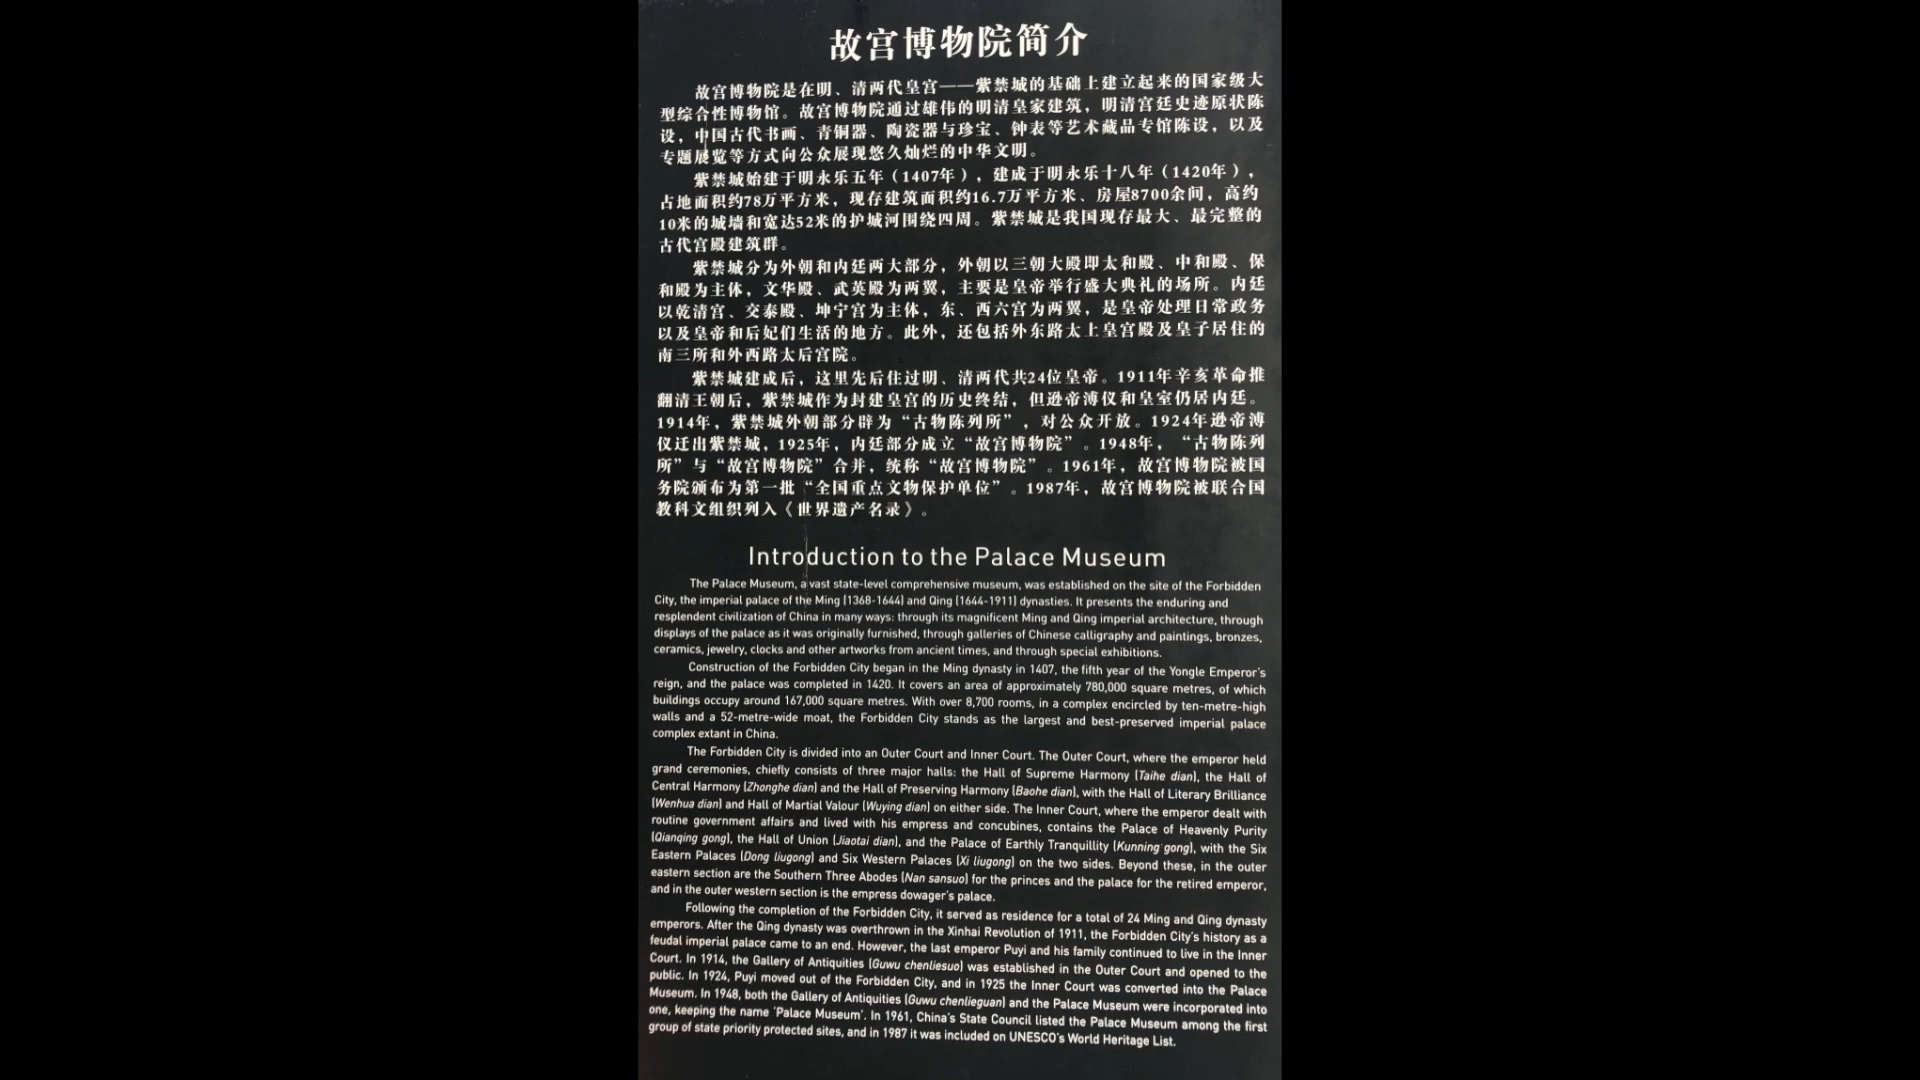 故宫博物院简介
故宫博物院是在明、清两代皇宫——紫禁城的基础上建立起来的国家级大
型综合性博物馆。故宫博物院通过雄伟的明清皇家建筑，明清宫廷史迹原状陈
设，中国古代书画、青铜器、陶瓷器与珍宝、钟表等艺术藏品专馆陈设，以及
专题展览等方式向公众展现悠久灿烂的中华文明。
紫禁城始建于明永乐五年（1407年），建成于明永乐十八年（1420年），
占地面积约78万平方米，现存建筑面积约16.7万平方米、房屋8700余间，高约
10米的城墙和宽达52米的护城河围绕四周。紫禁城是我国现存最大、最完整的
古代宫殿建筑群。
紫禁城分为外朝和内廷两大部分，外朝以三朝大殿即太和殿、中和殿、保
和殿为主体，文华殿、武英殿为两翼，主要是皇帝举行盛大典礼的场所。内廷
以乾清宫、交泰殿、坤宁宫为主体，东、西六宫为两翼，是皇帝处理日常政务
以及皇帝和后妃们生活的地方。此外，还包括外东路太上皇宫殿及皇子居住的
南三所和外西路太后宫院。
紫禁城建成后，这里先后住过明、清两代共24位皇帝。1911年辛亥革命推
翻清王朝后，紫禁城作为封建皇宫的历史终结，但逊帝溥仪和皇室仍居内廷。
1914年，紫禁城外朝部分辟为“古物陈列所”，对公众开放。1924年逊帝溥
仪迁出紫禁城，1925年，内廷部分成立“故宫博物院”。1948年，“古物陈列
所”与“故宫博物院”合并，统称“故宫博物院”。1961年，故宫博物院被国
务院颁布为第一批“全国重点文物保护单位”。1987年，故宫博物院被联合国
教科文组织列入《世界遗产名录》。
Introduction to the Palace Museum
The Palace Museum, a vast state-level comprehensive museum, was established on the site of the Forbidden
City, the imperial palace of the Ming (1368-1644) and Qing (1644-1911) dynasties. It presents the enduring and
resplendent civilization of China in many ways: through its magnificent Ming and Qing imperial architecture, through
displays of the palace as it was originally furnished, through galleries of Chinese calligraphy and paintings, bronzes,
ceramics, jewelry, clocks and other artworks from ancient times, and through special exhibitions.
Construction of the Forbidden City began in the Ming dynasty in 1407, the fifth year of the Yongle Emperor's
reign, and the palace was completed in 1420. It covers an area of approximately 780,000 square metres, of which
buildings occupy around 167,000 square metres. With over 8,700 rooms, in a complex encircled by ten-metre-high
walls and a 52-metre-wide moat, the Forbidden City stands as the largest and best-preserved imperial palace
complex extant in China.
The Forbidden City is divided into an Outer Court and Inner Court. The Outer Court, where the emperor held
grand ceremonies, chiefly consists of three major halls: the Hall of Supreme Harmony (Taihe dian), the Hall of
Central Harmony (Zhonghe dian) and the Hall of Preserving Harmony (Baohe dian), with the Hall of Literary Brilliance
(Wenhua dian) and Hall of Martial Valour (Wuying dian) on either side. The Inner Court, where the emperor dealt with
routine government affairs and lived with his empress and concubines, contains the Palace of Heavenly Purity
(Qianqing gong), the Hall of Union (Jiaotai dian), and the Palace of Earthly Tranquillity (Kunning gong), with the Six
Eastern Palaces (Dong liugong) and Six Western Palaces (Xi liugong) on the two sides. Beyond these, in the outer
eastern section are the Southern Three Abodes (Nan sansuo) for the princes and the palace for the retired emperor,
and in the outer western section is the empress dowager's palace.
Following the completion of the Forbidden City, it served as residence for a total of 24 Ming and Qing dynasty
emperors. After the Qing dynasty was overthrown in the Xinhai Revolution of 1911, the Forbidden City's history as a
feudal imperial palace came to an end. However, the last emperor Puyi and his family continued to live in the Inner
Court. In 1914, the Gallery of Antiquities (Guwu chenliesuo) was established in the Outer Court and opened to the
public. In 1924, Puyi moved out of the Forbidden City, and in 1925 the Inner Court was converted into the Palace
Museum. In 1948, both the Gallery of Antiquities (Guwu chenlieguan) and the Palace Museum were incorporated into
one, keeping the name 'Palace Museum'. In 1961, China's State Council listed the Palace Museum among the first
group of state priority protected sites, and in 1987 it was included on UNESCO's World Heritage List.